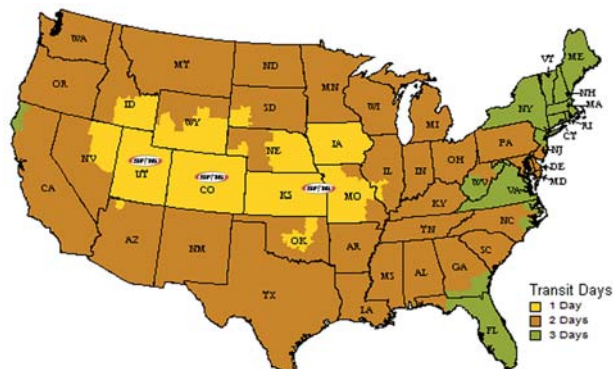 WA
MT
ND
MN
OR
ID
WY
SD
WI
MI
NY
VT
ME
NH
MA
RI
CT
NJ
DE
MD
PA
NV
UT
CO
NE
IA
IL
IN
OH
WV
VA
CA
KS
MO
KY
NC
TN
AZ
NM
OK
AR
SC
MS
AL
GA
TX
LA
FL
Transit Days
1 Day
2 Days
3 Days